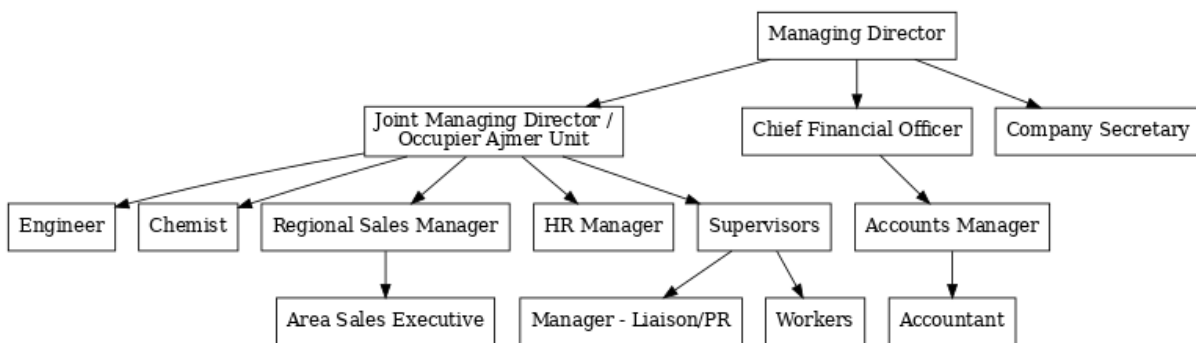 Managing Director
Joint Managing Director /
Occupier Ajmer Unit
Chief Financial Officer
Company Secretary
Engineer
Chemist
Regional Sales Manager
HR Manager
Supervisors
Accounts Manager
Area Sales Executive
Manager - Liaison/PR
Workers
Accountant